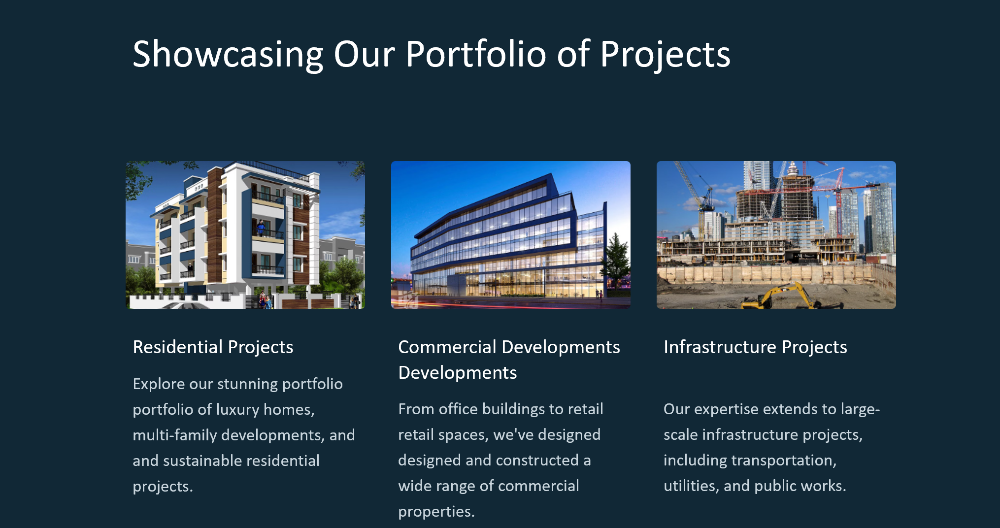 Showcasing Our Portfolio of Projects
Residential Projects
Explore our stunning portfolio
portfolio of luxury homes,
multi-family developments, and
and sustainable residential
projects.
Commercial Developments
Developments
From office buildings to retail
retail spaces, we've designed
designed and constructed a
wide range of commercial
properties.
Infrastructure Projects
Our expertise extends to large-
scale infrastructure projects,
including transportation,
utilities, and public works.